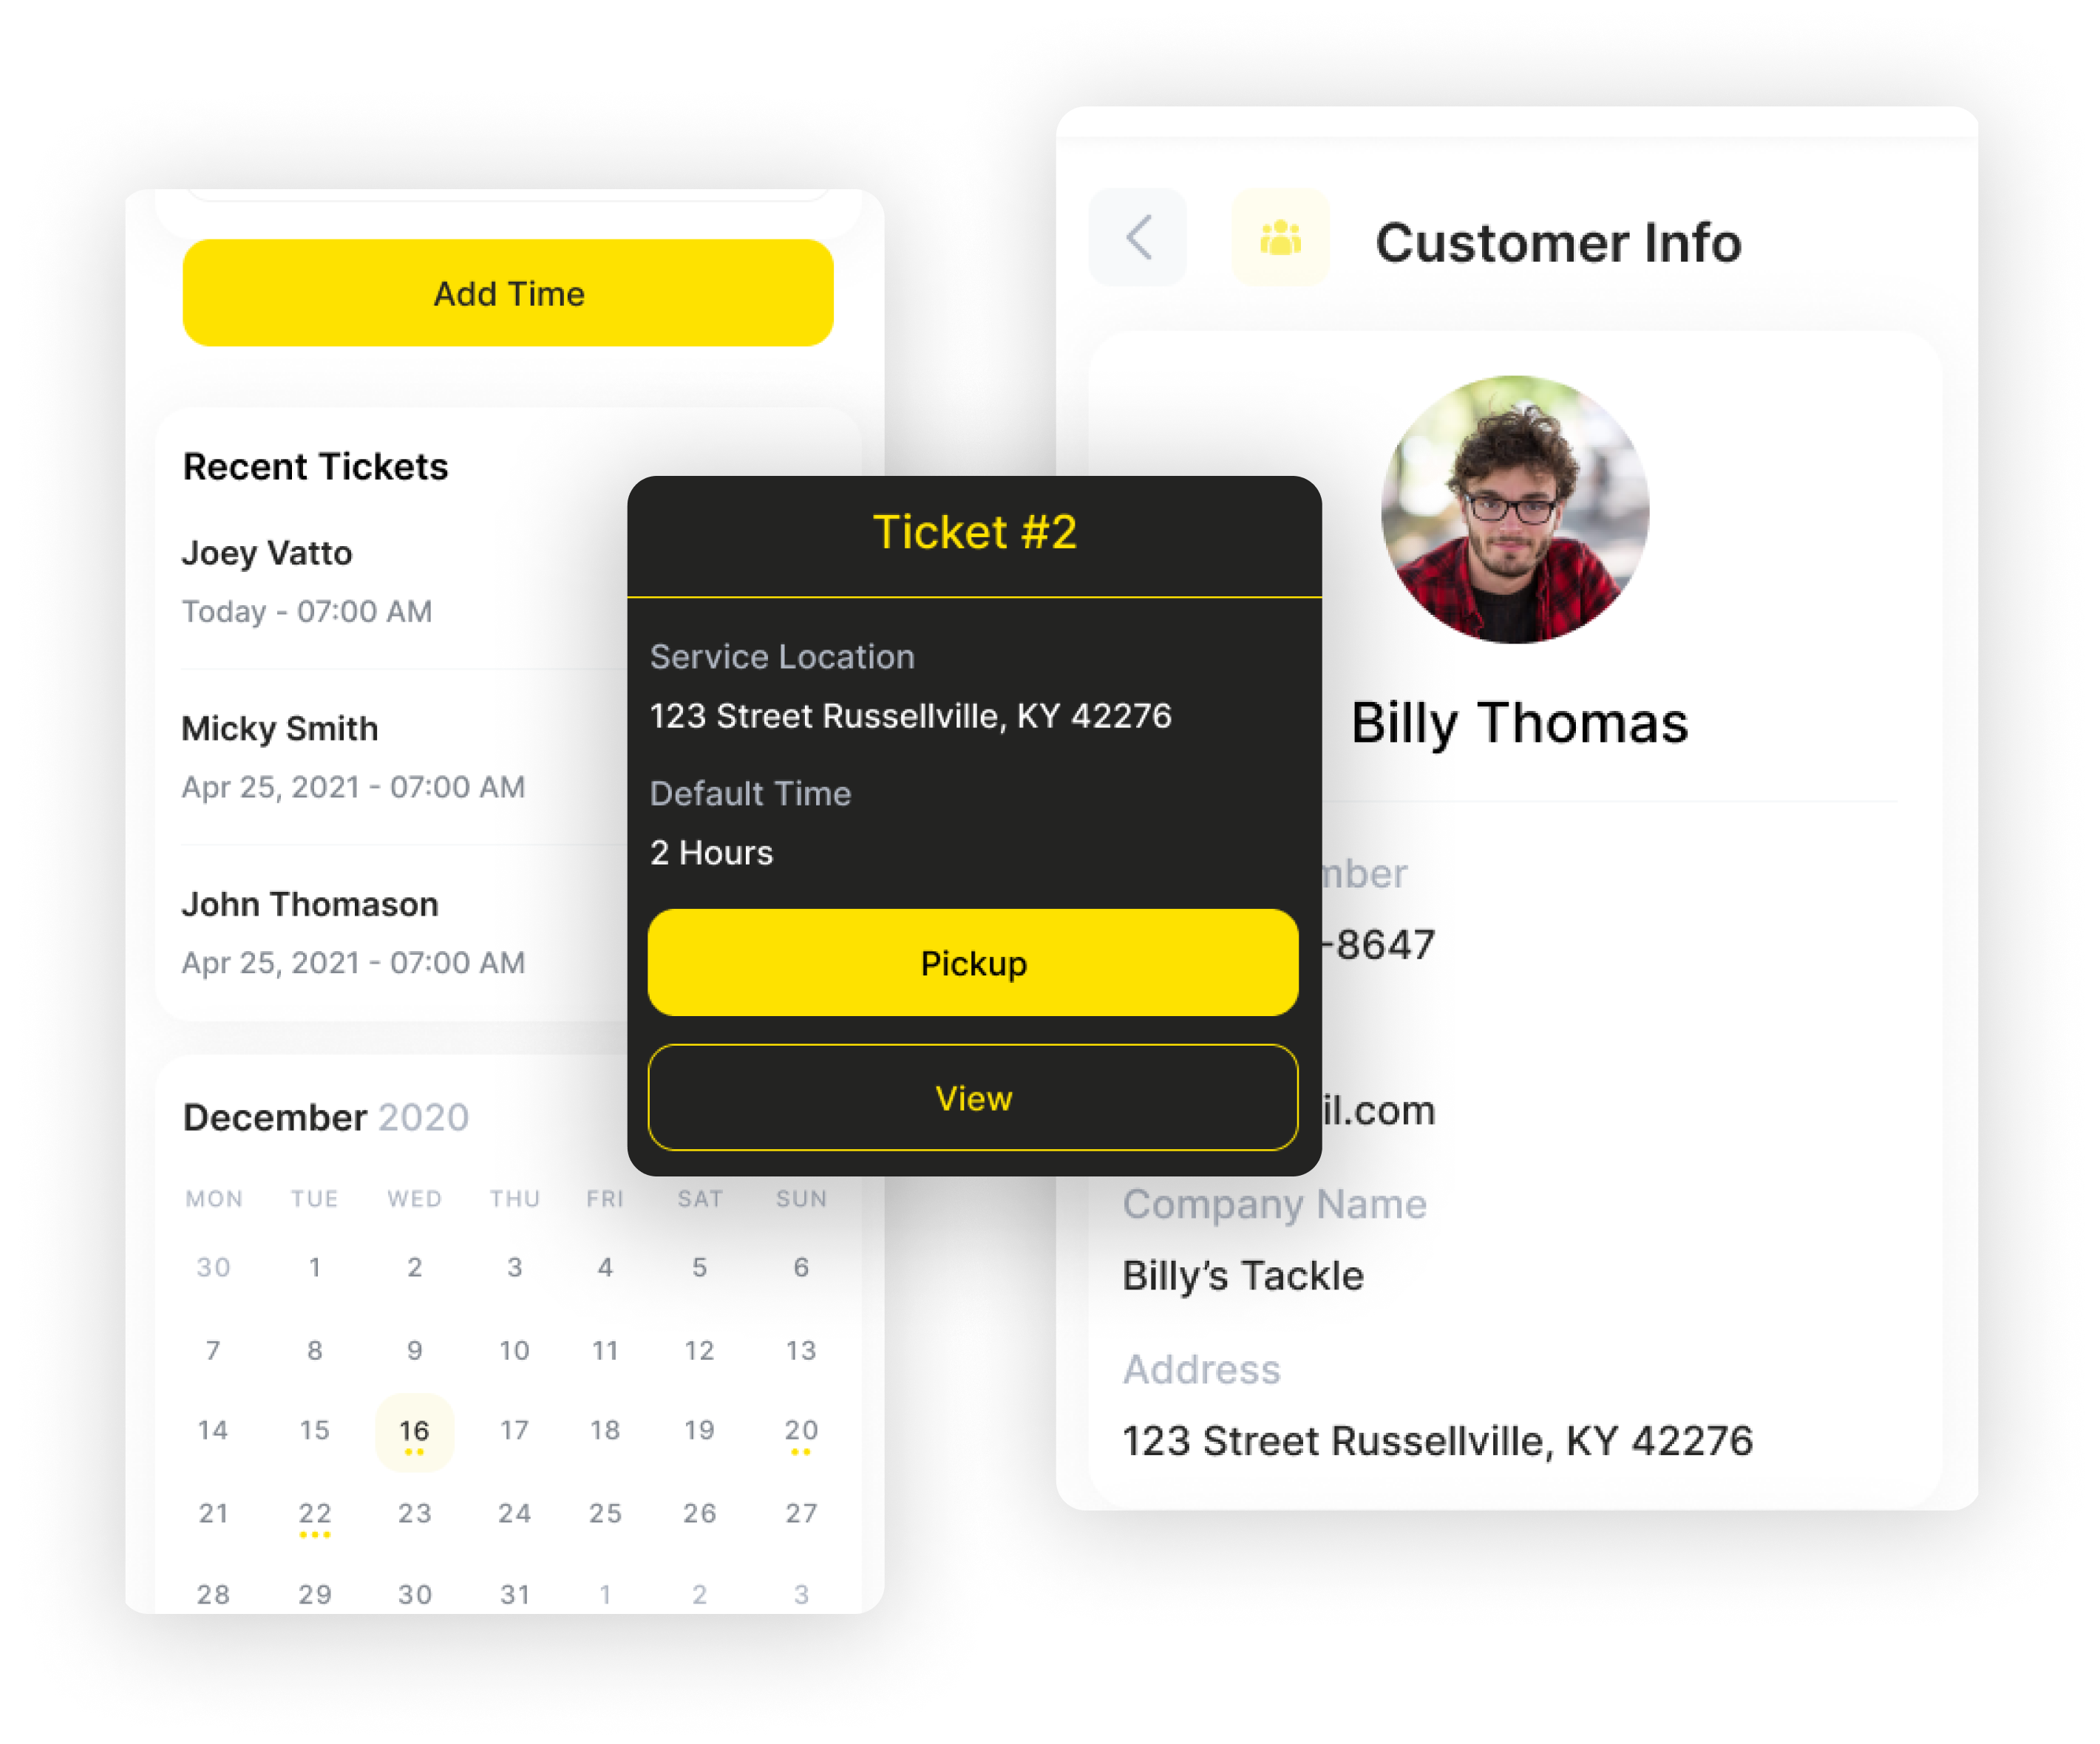 Add Time
Recent Tickets
Joey Vatto
Today - 07:00 AM
Micky Smith
Apr 25, 2021 - 07:00 AM
John Thomason
Apr 25, 2021 - 07:00 AM
December 2020
MON TUE WED THU FRI SAT SUN
30 1 2 3 4 5 6
7 8 9 10 11 12 13
14 15 16 17 18 19 20
21 22 23 24 25 26 27
28 29 30 31 1 2 3
Ticket #2
Service Location
123 Street Russellville, KY 42276
Default Time
2 Hours
Pickup
View
Customer Info
Billy Thomas
mber
-8647
il.com
Company Name
Billy’s Tackle
Address
123 Street Russellville, KY 42276